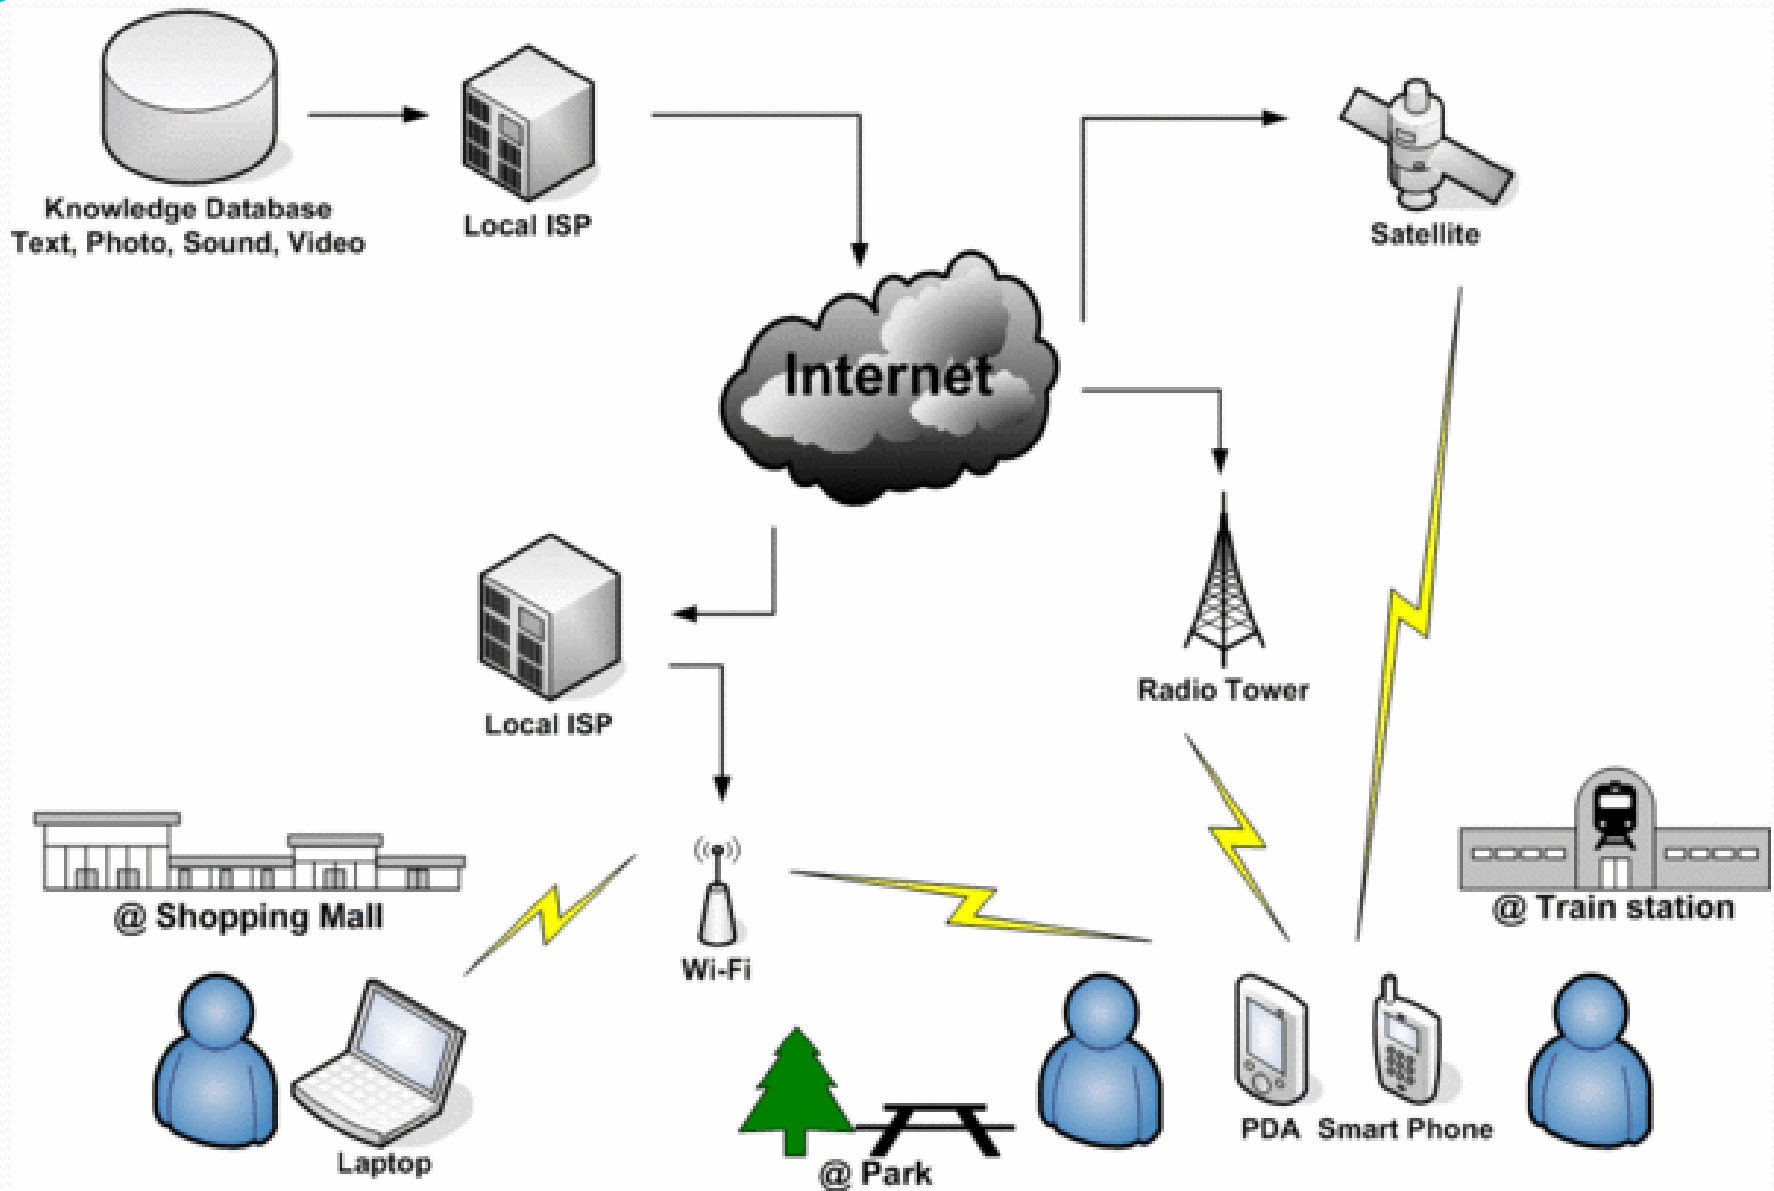 Knowledge Database
Text, Photo, Sound, Video
Local ISP
Satellite
Internet
Radio Tower
Local ISP
@ Shopping Mall
@ Train station
Wi-Fi
Laptop
@ Park
PDA
Smart Phone